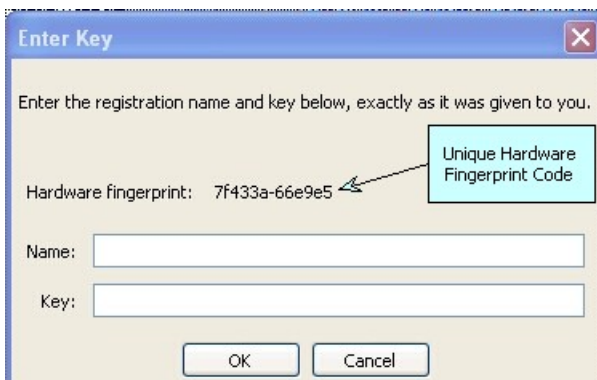 Enter Key
Enter the registration name and key below, exactly as it was given to you.
Unique Hardware
Fingerprint Code
Hardware fingerprint: 7f433a-66e9e5
Name:
Key:
OK Cancel